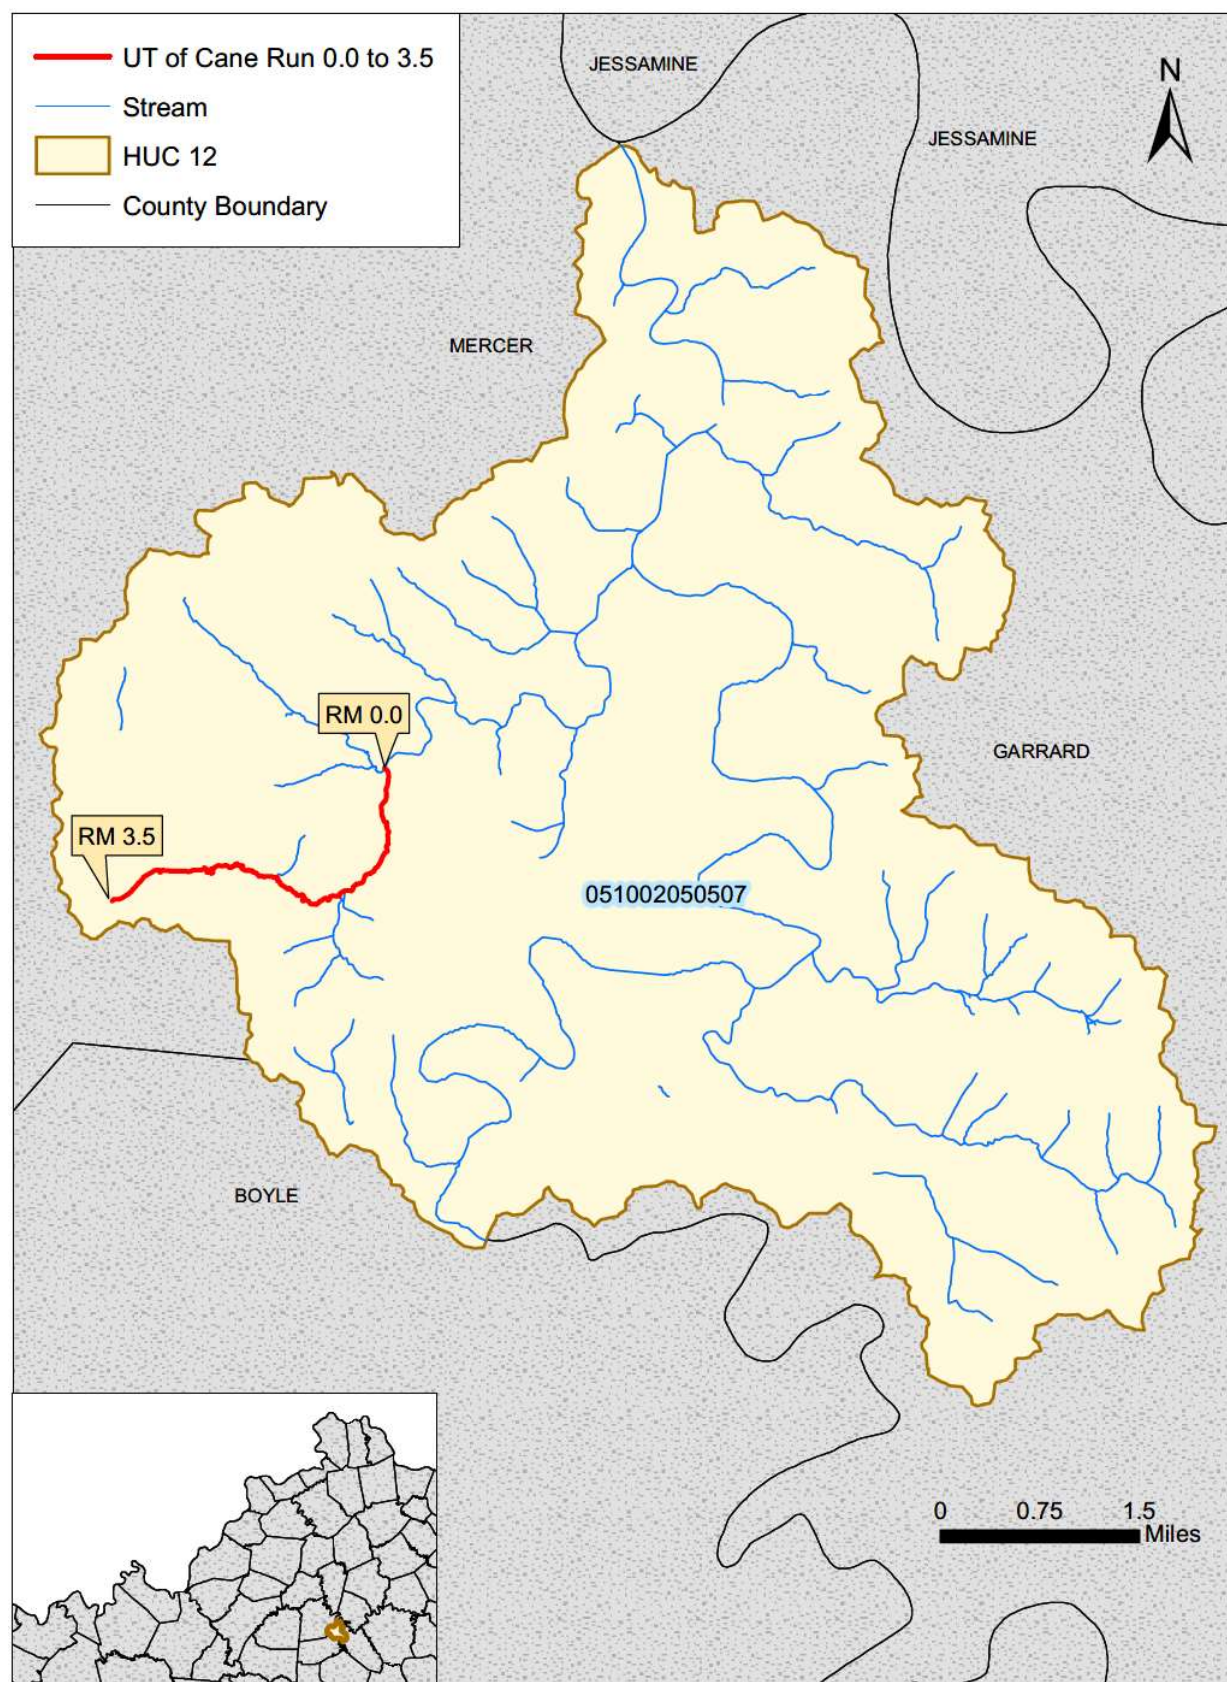 UT of Cane Run 0.0 to 3.5
Stream
HUC 12
County Boundary
JESSAMINE
N
JESSAMINE
MERCER
RM 0.0
GARRARD
RM 3.5
051002050507
BOYLE
0 0.75 1.5
Miles